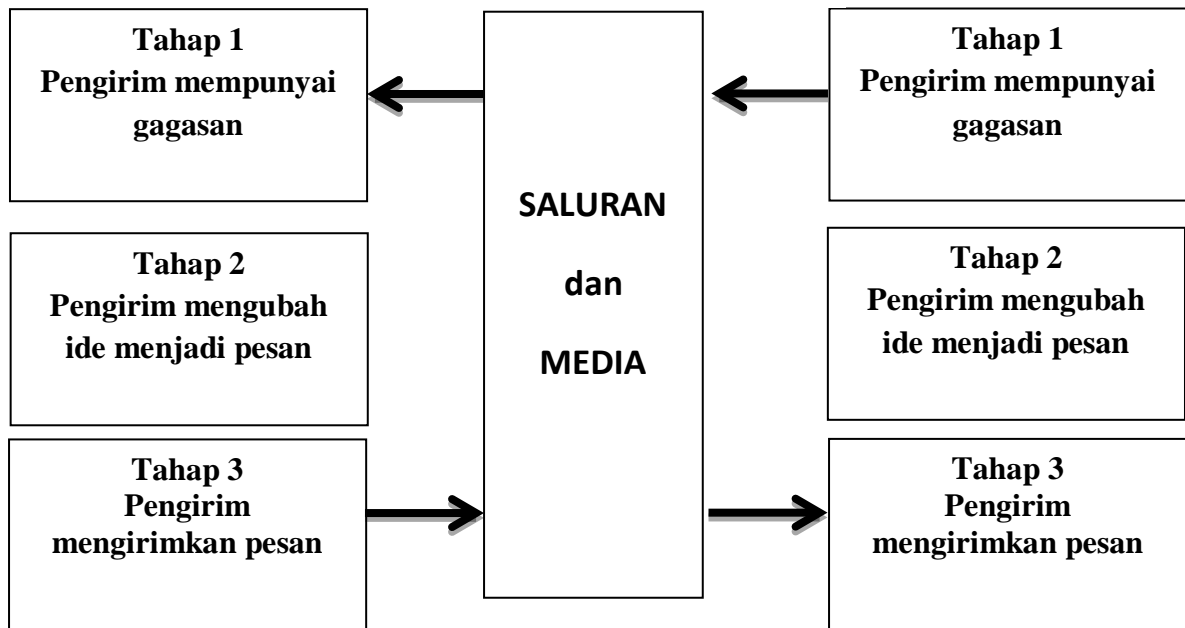 Tahap 1
Pengirim mempunyai
gagasan
Tahap 2
Pengirim mengubah
ide menjadi pesan
Tahap 3
Pengirim
mengirimkan pesan
SALURAN
dan
MEDIA
Tahap 1
Pengirim mempunyai
gagasan
Tahap 2
Pengirim mengubah
ide menjadi pesan
Tahap 3
Pengirim
mengirimkan pesan